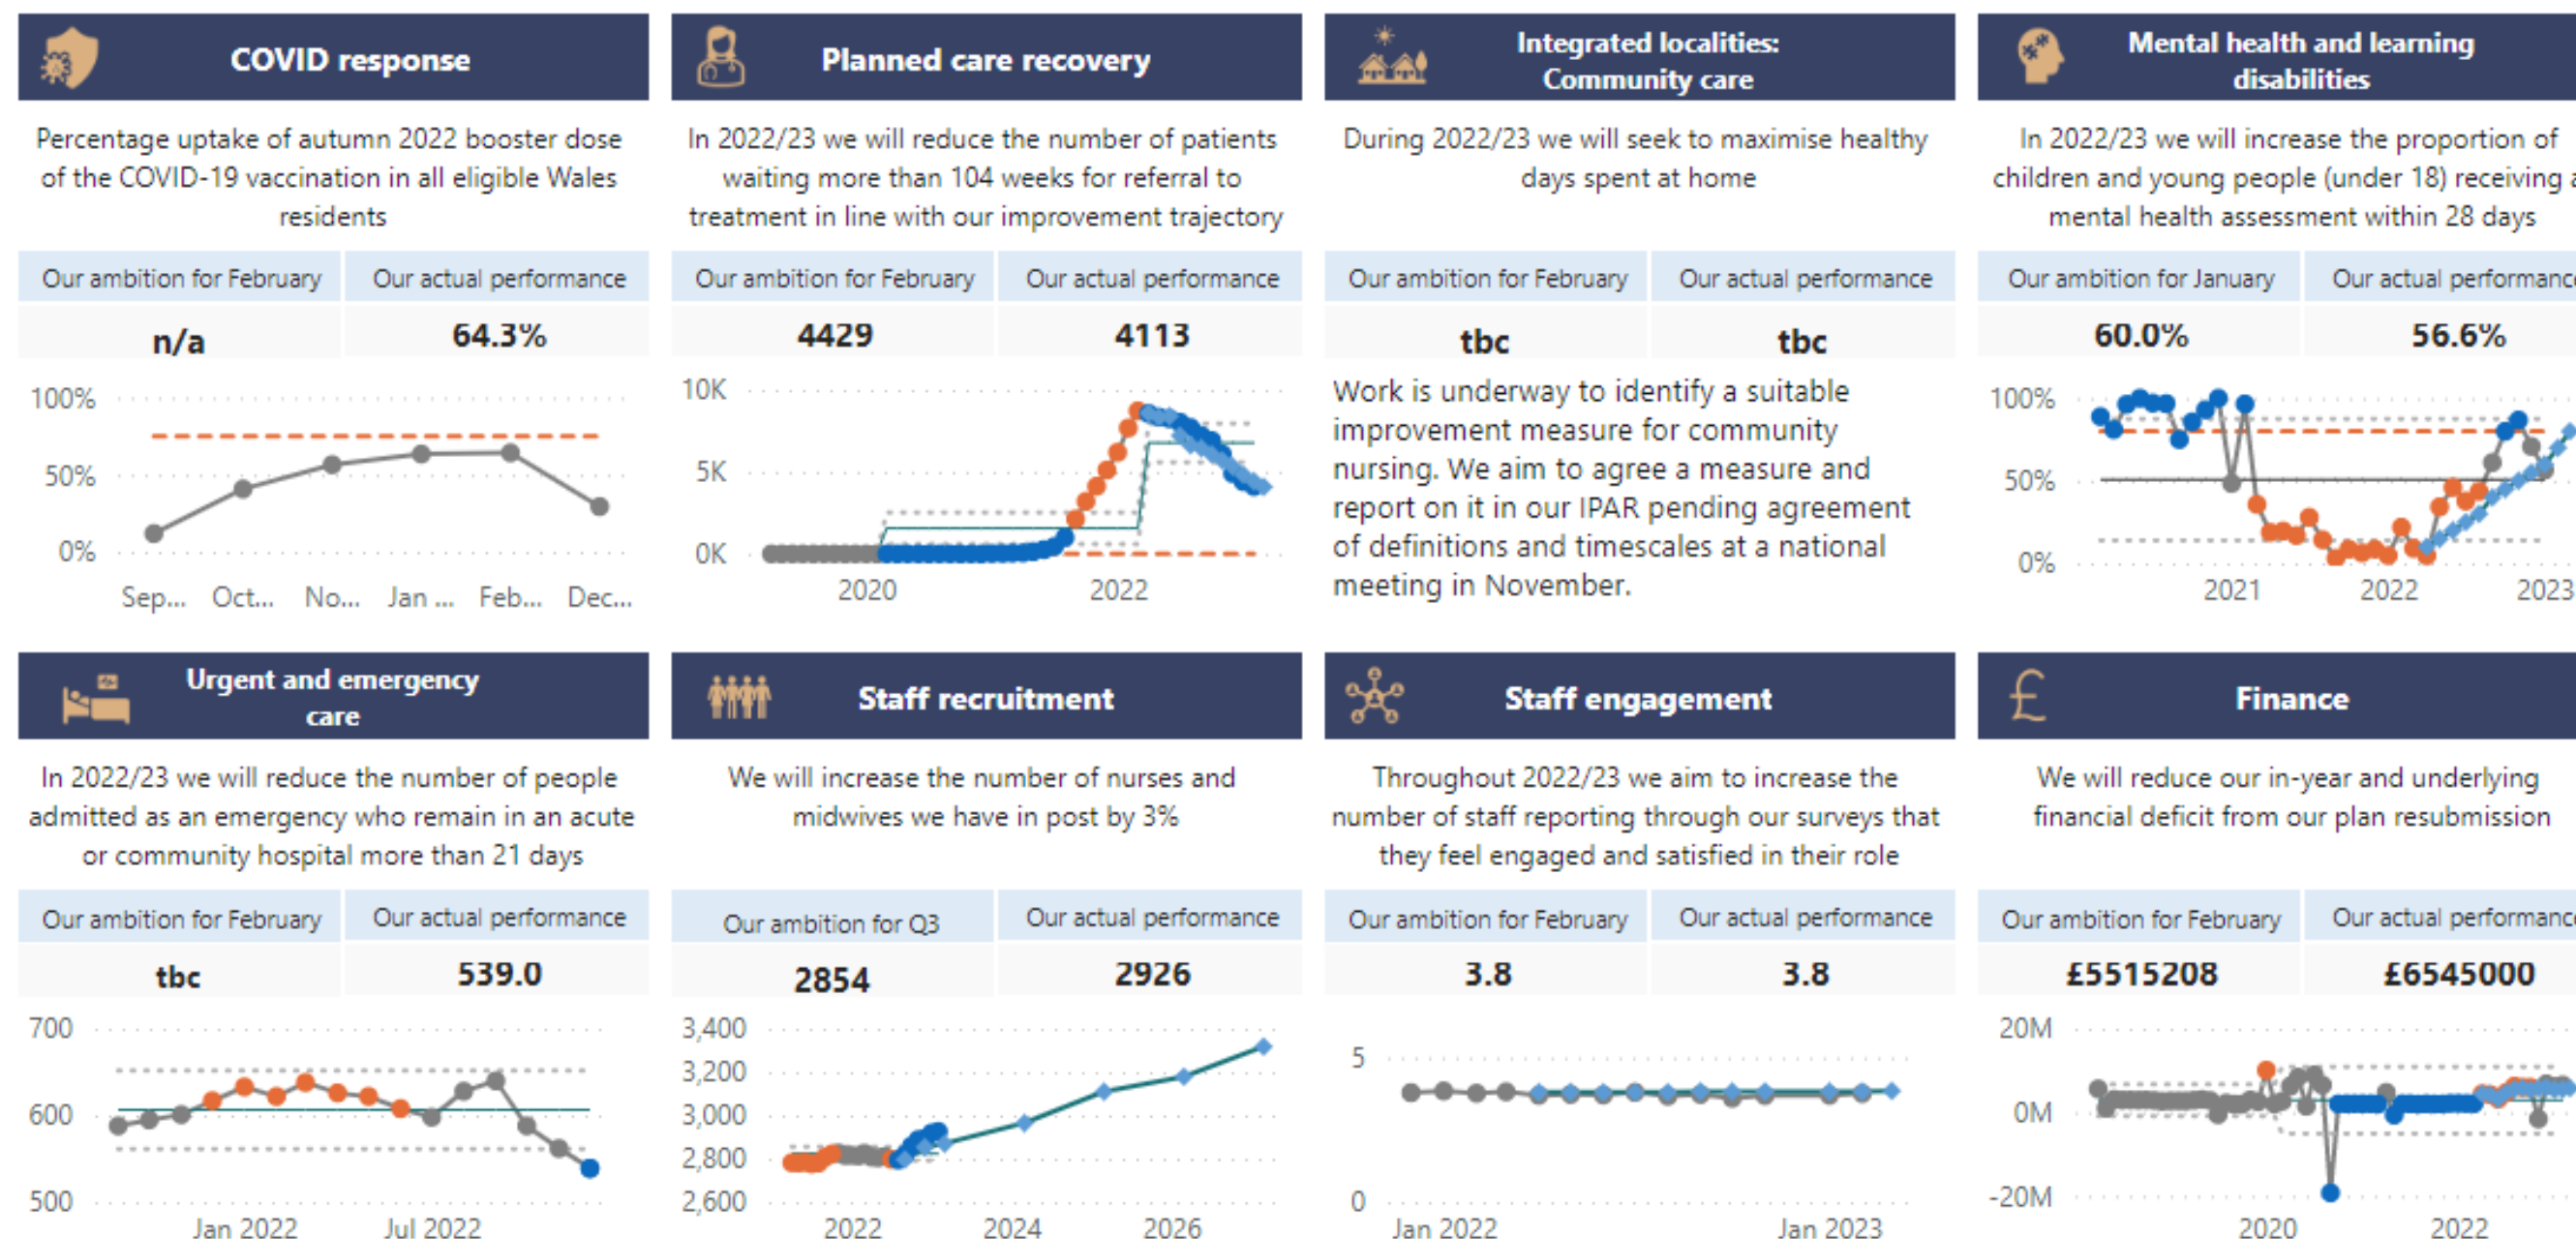 COVID response
Percentage uptake of autumn 2022 booster dose
of the COVID-19 vaccination in all eligible Wales
residents
Our ambition for February
Our actual performance
n/a
64.3%
100%
50%
0%
Sep...
Oct...
No...
Jan ...
Feb...
Dec...
Planned care recovery
In 2022/23 we will reduce the number of patients
waiting more than 104 weeks for referral to
treatment in line with our improvement trajectory
Our ambition for February
Our actual performance
4429
4113
10K
5K
0K
2020
2022
Integrated localities:
Community care
During 2022/23 we will seek to maximise healthy
days spent at home
Our ambition for February
Our actual performance
tbc
tbc
Work is underway to identify a suitable
improvement measure for community
nursing. We aim to agree a measure and
report on it in our IPAR pending agreement
of definitions and timescales at a national
meeting in November.
Mental health and learning
disabilities
In 2022/23 we will increase the proportion of
children and young people (under 18) receiving a
mental health assessment within 28 days
Our ambition for January
Our actual performance
60.0%
56.6%
100%
50%
0%
2021
2022
2023
Urgent and emergency
care
In 2022/23 we will reduce the number of people
admitted as an emergency who remain in an acute
or community hospital more than 21 days
Our ambition for February
Our actual performance
tbc
539.0
700
600
500
Jan 2022
Jul 2022
Staff recruitment
We will increase the number of nurses and
midwives we have in post by 3%
Our ambition for Q3
Our actual performance
2854
2926
3,400
3,200
3,000
2,800
2,600
2022
2024
2026
Staff engagement
Throughout 2022/23 we aim to increase the
number of staff reporting through our surveys that
they feel engaged and satisfied in their role
Our ambition for February
Our actual performance
3.8
3.8
5
0
Jan 2022
Jan 2023
£
Finance
We will reduce our in-year and underlying
financial deficit from our plan resubmission
Our ambition for February
Our actual performance
£5515208
£6545000
20M
0M
-20M
2020
2022